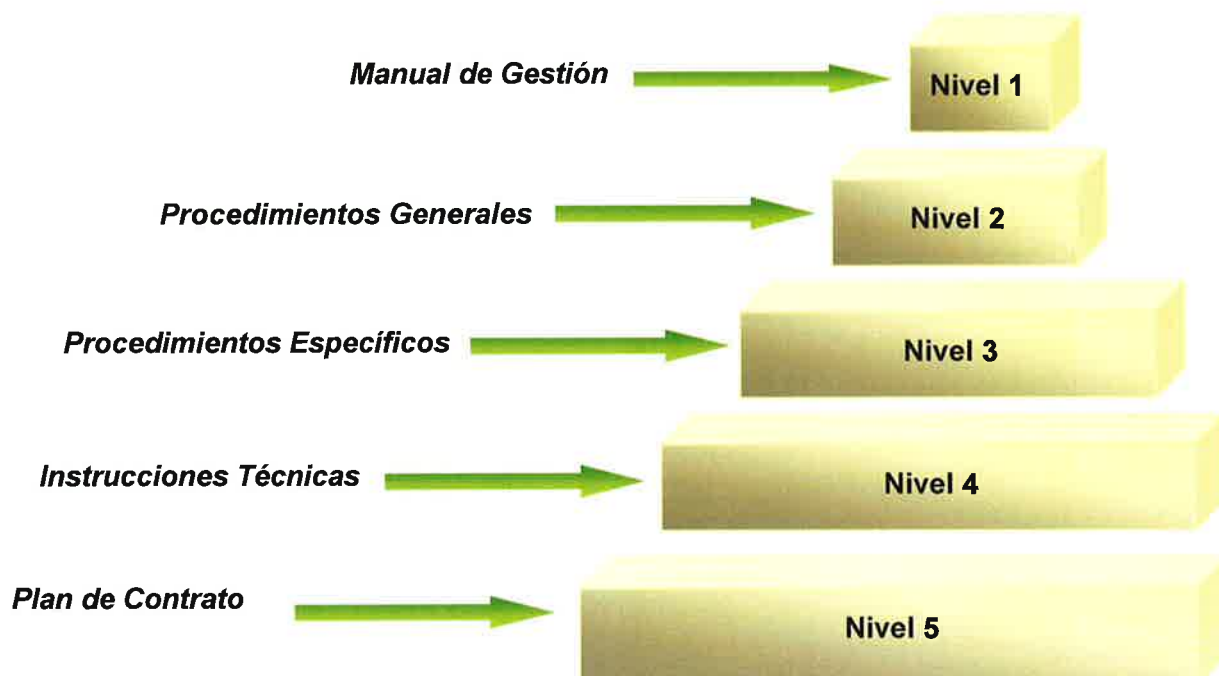 Manual de Gestión
Nivel 1
Procedimientos Generales
Nivel 2
Procedimientos Específicos
Nivel 3
Instrucciones Técnicas
Nivel 4
Plan de Contrato
Nivel 5